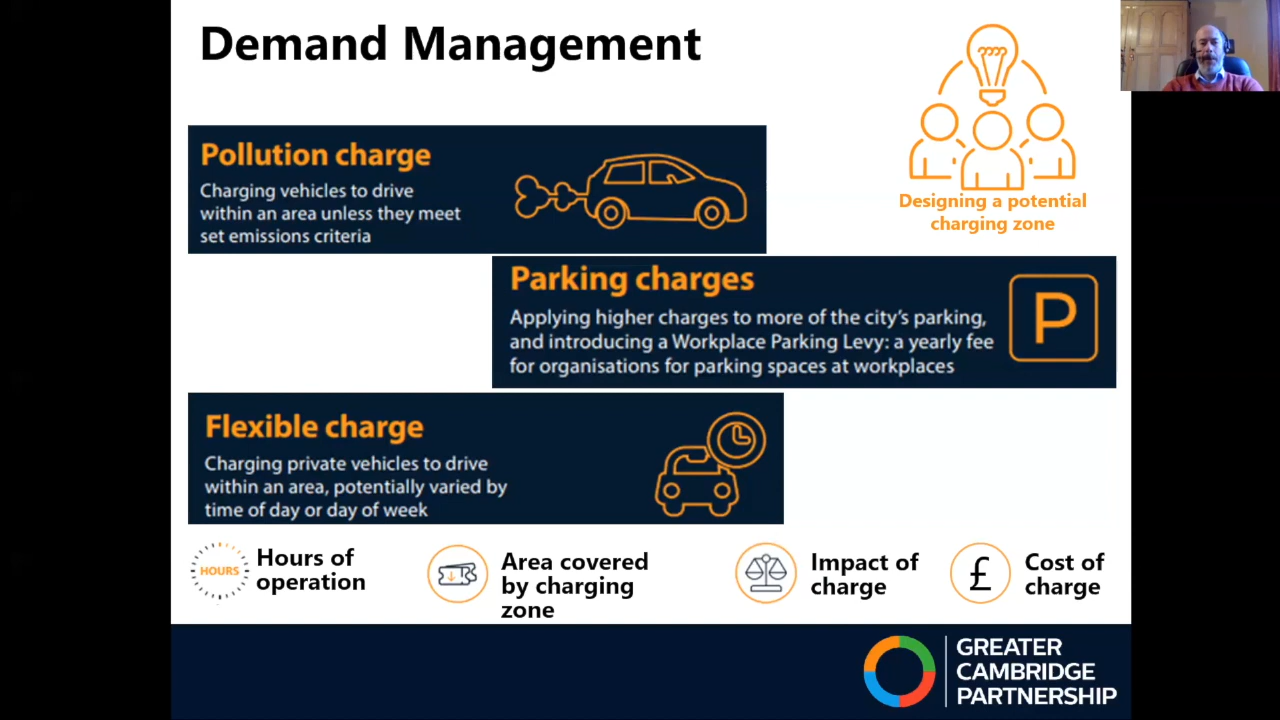 Demand Management
Pollution charge
Charging vehicles to drive
within an area unless they meet
set emissions criteria
Designing a potential
charging zone
Parking charges
Applying higher charges to more of the city's parking,
and introducing a Workplace Parking Levy: a yearly fee
for organisations for parking spaces at workplaces
P
Flexible charge
Charging private vehicles to drive
within an area, potentially varied by
time of day or day of week
HOURS
Hours of
operation
Area covered
by charging
zone
Impact of
charge
£
Cost of
charge
GREATER
CAMBRIDGE
PARTNERSHIP